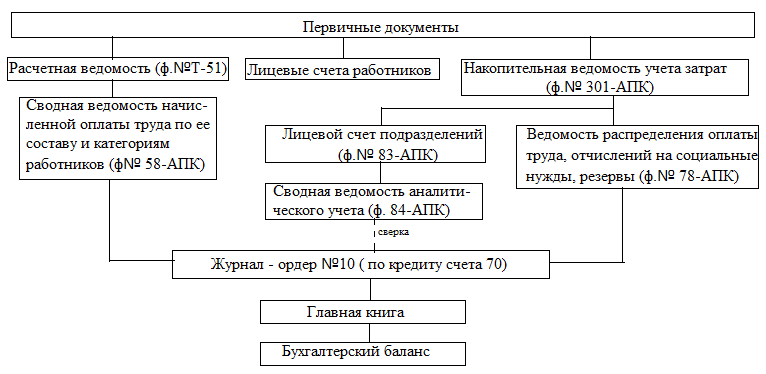 Первичные документы
Расчетная ведомость (ф.№Т-51)
Лицевые счета работников
Накопительная ведомость учета затрат
(ф.№ 301-АПК)
Сводная ведомость начис-
ленной оплаты труда по ее
составу и категориям
работников (ф№ 58-АПК)
Лицевой счет подразделений
(ф.№ 83-АПК)
Ведомость распределения оплаты
труда, отчислений на социальные
нужды, резервы (ф.№ 78-АПК)
Сводная ведомость аналити-
ческого учета (ф. 84-АПК)
сверка
Журнал - ордер №10 ( по кредиту счета 70)
Главная книга
Бухгалтерский баланс